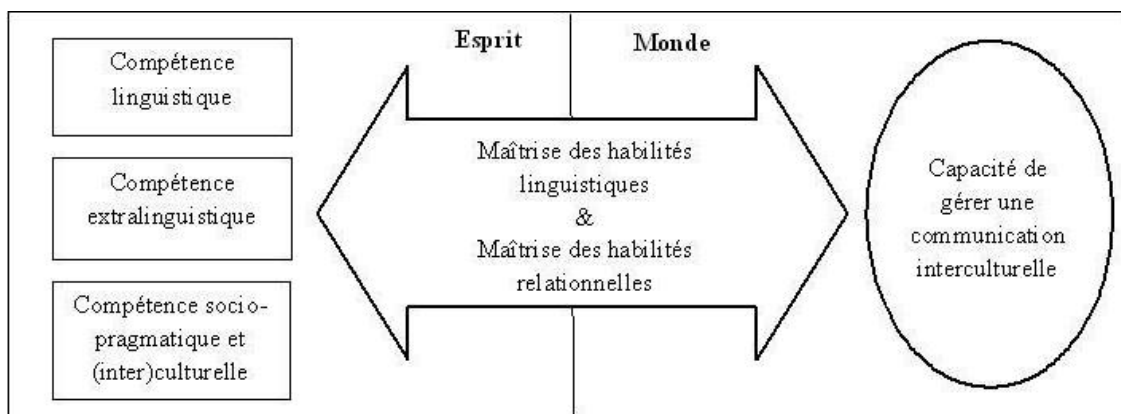 Esprit
Monde
Compétence
linguistique
Compétence
extralinguistique
Compétence socio-
pragmatique et
(inter)culturelle
Maîtrise des habilités
linguistiques
&
Maîtrise des habilités
relationnelles
Capacité de
gérer une
communication
interculturelle